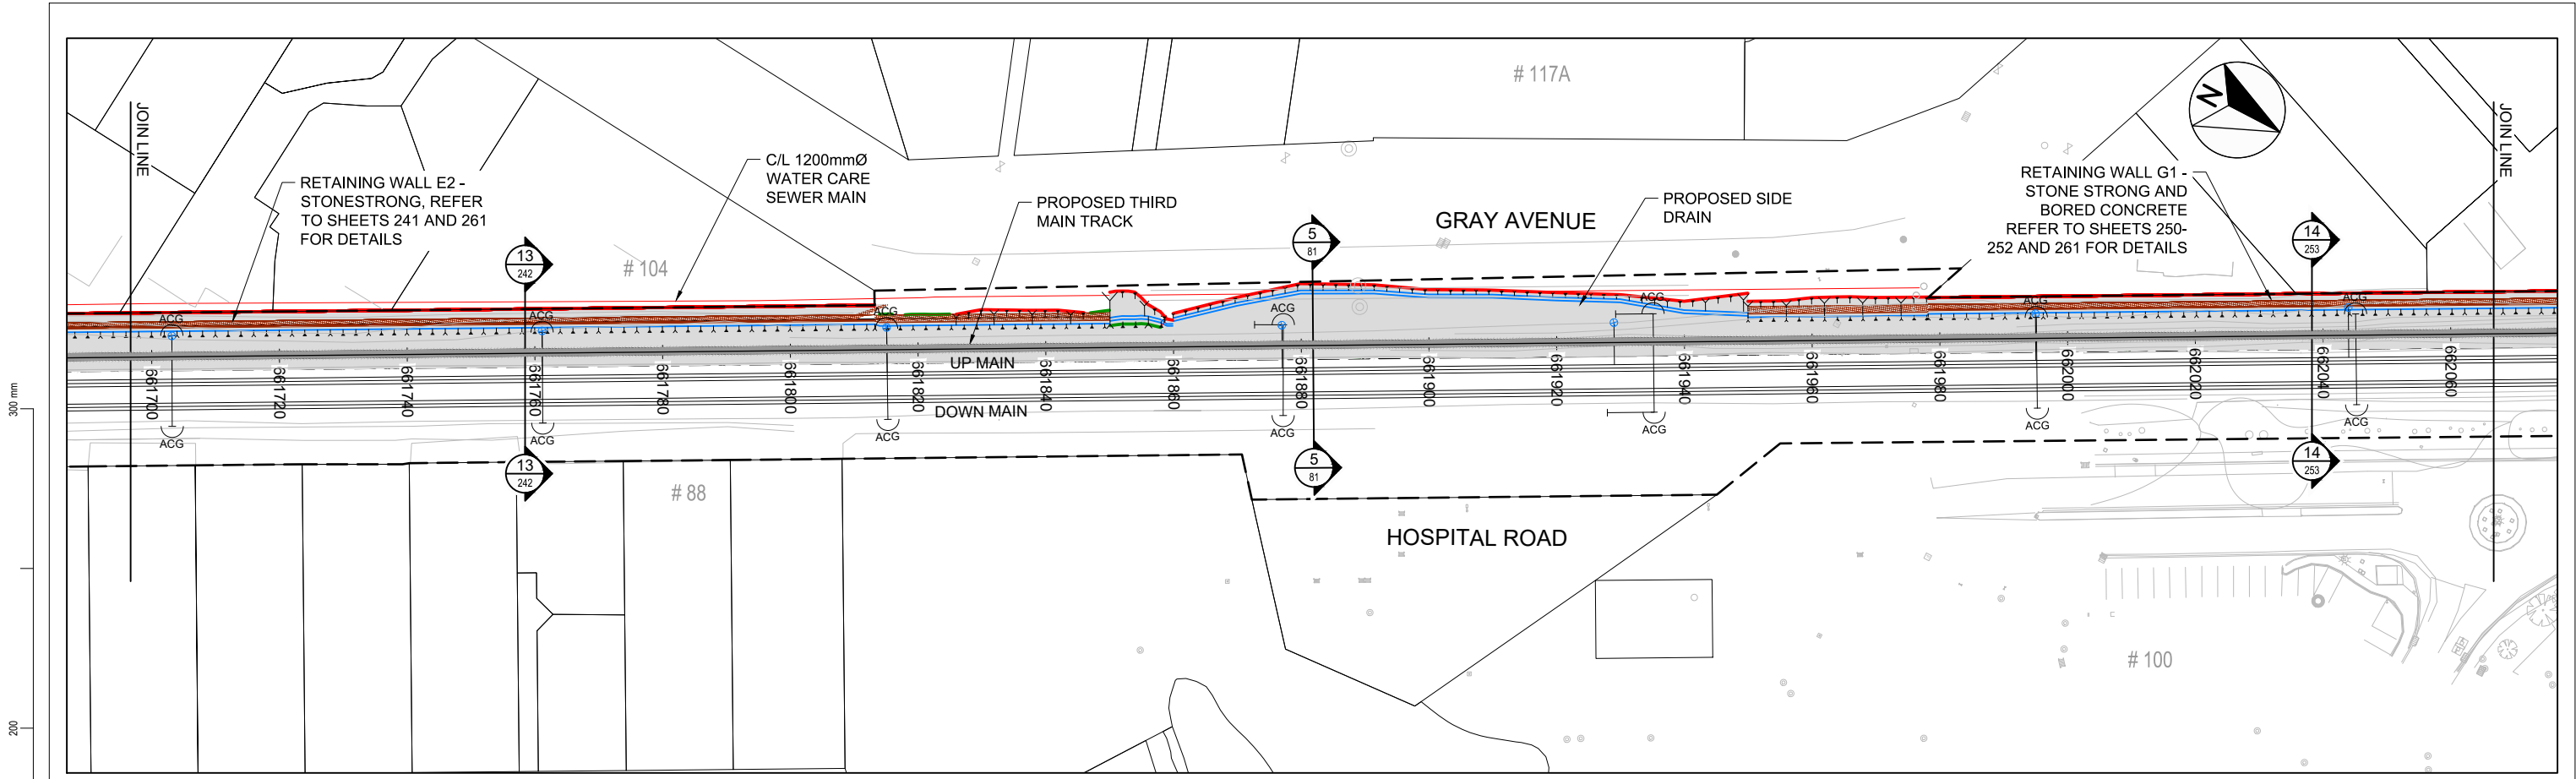 # 117A
N
JOIN LINE
JOIN LINE
RETAINING WALL E2 -
STONESTRONG, REFER
TO SHEETS 241 AND 261
FOR DETAILS
C/L 1200mmØ
WATER CARE
SEWER MAIN
PROPOSED THIRD
MAIN TRACK
GRAY AVENUE
PROPOSED SIDE
DRAIN
RETAINING WALL G1 -
STONE STRONG AND
BORED CONCRETE
REFER TO SHEETS 250-
252 AND 261 FOR DETAILS
13
242
# 104
5
81
14
253
ACG
ACG
ACG
ACG
ACG
ACG
ACG
UP MAIN
661700
661720
661740
661760
661780
661800
661820
661840
661860
661880
661900
661920
661940
661960
661980
662000
662020
662040
662060
DOWN MAIN
ACG
ACG
ACG
ACG
ACG
ACG
ACG
13
242
5
81
14
253
# 88
HOSPITAL ROAD
# 100
300 mm
200